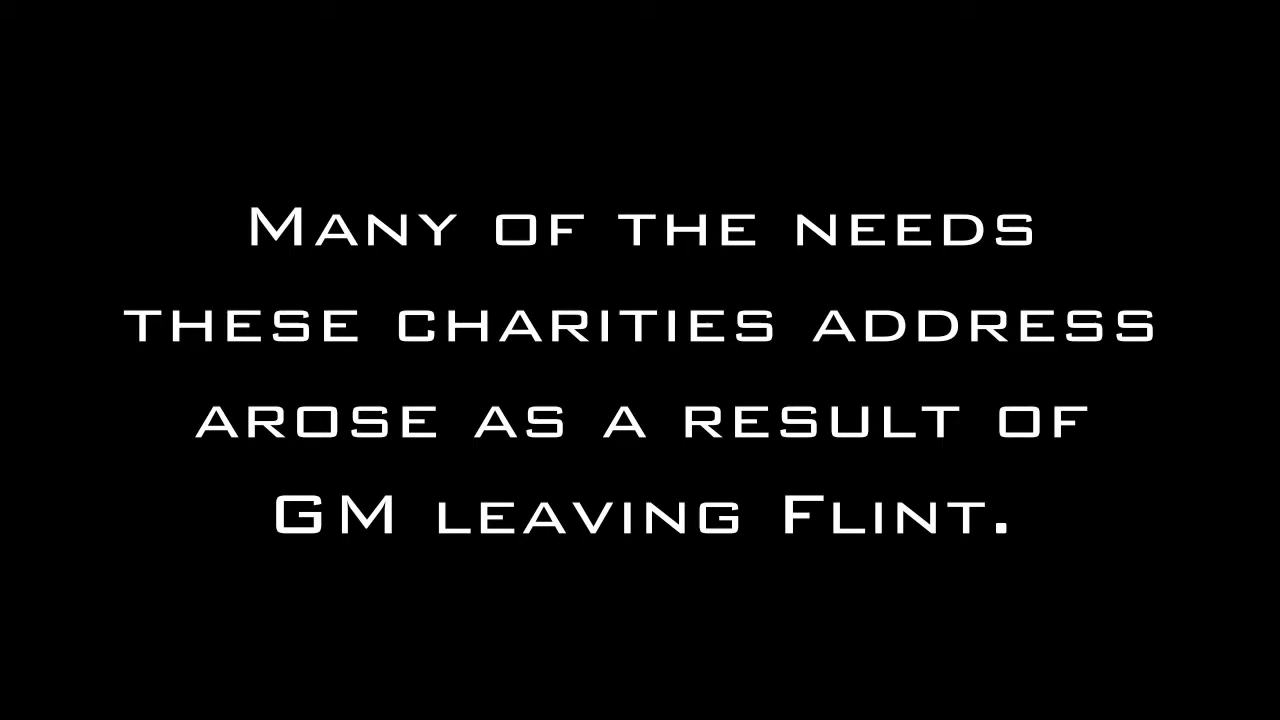 Many of the needs
these charities address
arose as a result of
GM leaving Flint.